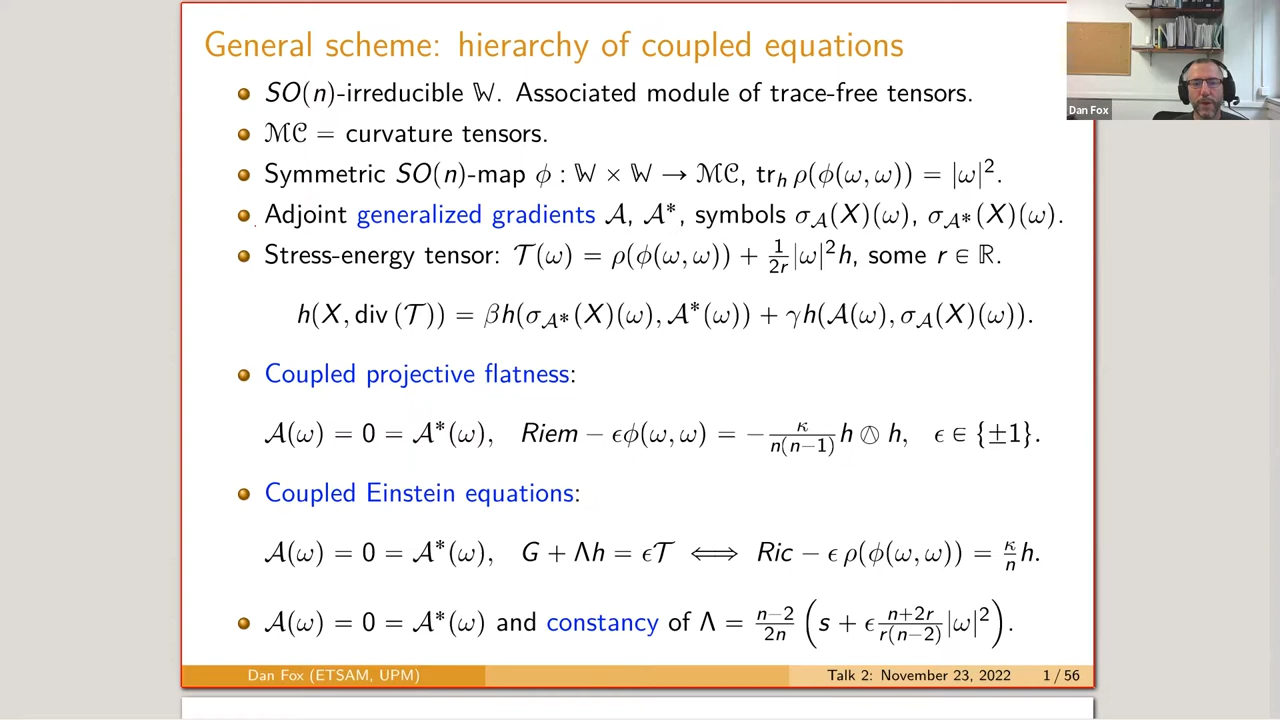 General scheme: hierarchy of coupled equations
SO(n)-irreducible 𝕎. Associated module of trace-free tensors.
ℳ𝒞 = curvature tensors.
Symmetric SO(n)-map ϕ : 𝕎 × 𝕎 → ℳ𝒞, tr_h ρ(ϕ(ω, ω)) = |ω|².
Adjoint generalized gradients 𝒜, 𝒜*, symbols σ_𝒜(X)(ω), σ_𝒜*(X)(ω).
Stress-energy tensor: 𝒯(ω) = ρ(ϕ(ω, ω)) + 1/2r |ω|²h, some r ∈ ℝ.
h(X, div (𝒯)) = βh(σ_𝒜*(X)(ω), 𝒜*(ω)) + γh(𝒜(ω), σ_𝒜(X)(ω)).
Coupled projective flatness:
𝒜(ω) = 0 = 𝒜*(ω), Riem − ϵϕ(ω, ω) = −κ/n(n−1) h ⧁ h, ϵ ∈ {±1}.
Coupled Einstein equations:
𝒜(ω) = 0 = 𝒜*(ω), G + Λh = ϵ𝒯 ⟺ Ric − ϵ ρ(ϕ(ω, ω)) = κ/n h.
𝒜(ω) = 0 = 𝒜*(ω) and constancy of Λ = n−2/2n (s + ϵ n+2r/r(n−2) |ω|²).
Dan Fox (ETSAM, UPM) Talk 2: November 23, 2022 1 / 56
Dan Fox